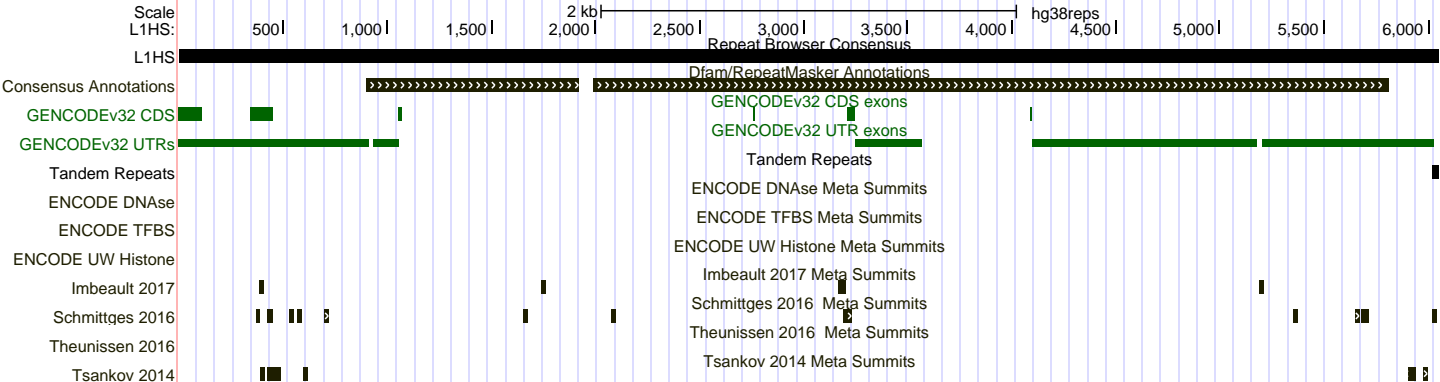 Scale 2 kb hg38reps
L1HS: 500 1,000 1,500 2,000 2,500 3,000 3,500 4,000 4,500 5,000 5,500 6,000
Repeat Browser Consensus
L1HS
Dfam/RepeatMasker Annotations
Consensus Annotations
GENCODEv32 CDS exons
GENCODEv32 CDS
GENCODEv32 UTR exons
GENCODEv32 UTRs
Tandem Repeats
Tandem Repeats
ENCODE DNAse Meta Summits
ENCODE DNAse
ENCODE TFBS Meta Summits
ENCODE TFBS
ENCODE UW Histone Meta Summits
ENCODE UW Histone
Imbeault 2017 Meta Summits
Imbeault 2017
Schmittges 2016  Meta Summits
Schmittges 2016
Theunissen 2016  Meta Summits
Theunissen 2016
Tsankov 2014 Meta Summits
Tsankov 2014